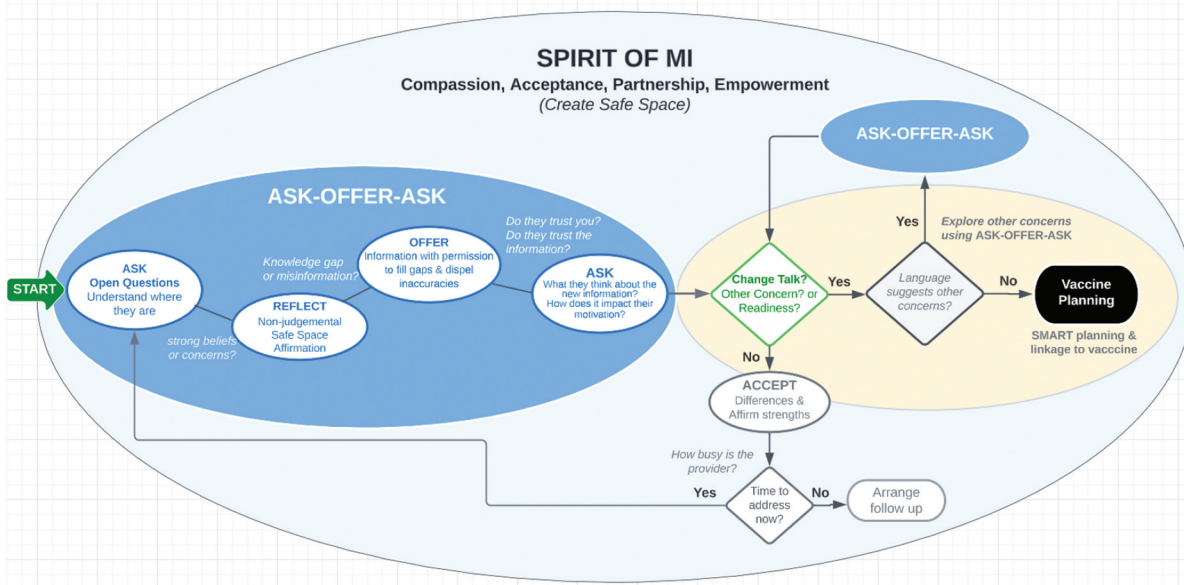 SPIRIT OF MI
Compassion, Acceptance, Partnership, Empowerment
(Create Safe Space)
ASK-OFFER-ASK
START
ASK
Open Questions
Understand where
they are
strong beliefs
or concerns?
REFLECT
Non-judgemental
Safe Space
Affirmation
Knowledge gap
or misinformation?
OFFER
Information with permission
to fill gaps & dispel
inaccuracies
Do they trust you?
Do they trust the
information?
ASK
What they think about the
new information?
How does it impact their
motivation?
ASK-OFFER-ASK
Change Talk?
Other Concern? or
Readiness?
Yes
Language
suggests other
concerns?
Yes
Explore other concerns
using ASK-OFFER-ASK
No
Vaccine
Planning
SMART planning &
linkage to vacccine
No
ACCEPT
Differences &
Affirm strengths
How busy is the
provider?
Time to
address
now?
Yes
No
Arrange
follow up